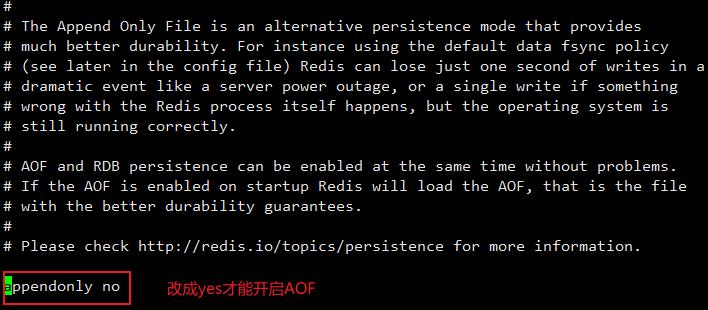 #
# The Append Only File is an alternative persistence mode that provides
# much better durability. For instance using the default data fsync policy
# (see later in the config file) Redis can lose just one second of writes in a
# dramatic event like a server power outage, or a single write if something
# wrong with the Redis process itself happens, but the operating system is
# still running correctly.
#
# AOF and RDB persistence can be enabled at the same time without problems.
# If the AOF is enabled on startup Redis will load the AOF, that is the file
# with the better durability guarantees.
#
# Please check http://redis.io/topics/persistence for more information.
appendonly no 改成yes才能开启AOF